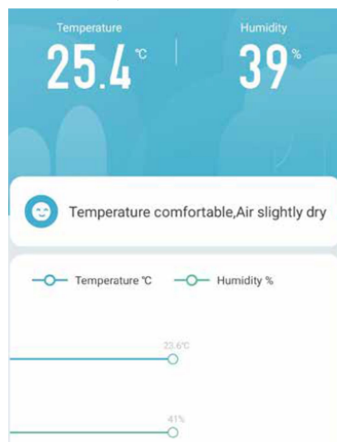 Temperature Humidity
25.4 ℃ 39 %
Temperature comfortable,Air slightly dry
Temperature ℃ Humidity %
23.6℃
41%